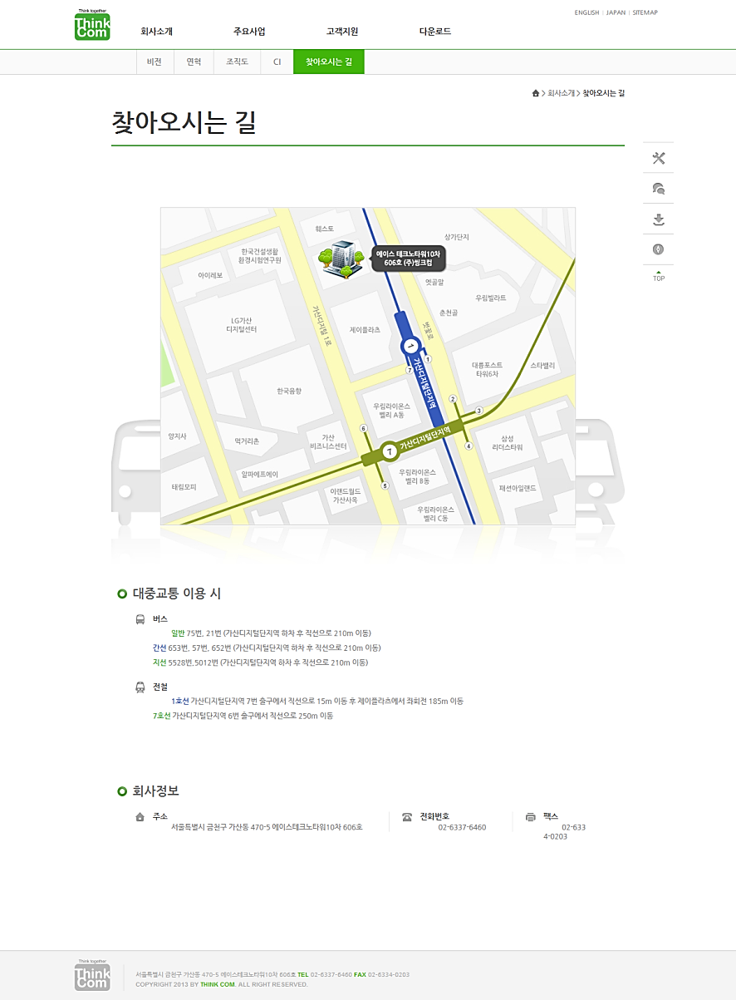 Think together
Think
Com
ENGLISH | JAPAN | SITEMAP
회사소개 주요사업 고객지원 다운로드
비전 연혁 조직도 CI 찾아오시는 길
> 회사소개 > 찾아오시는 길
찾아오시는 길
TOP
훼스토
상가단지
한국건설생활
환경시험연구원
에이스 테크노타워10차
606호 (주)씽크컴
아이레보
멧골말
우림빌라트
춘천골
LG가산
디지털센터
가산디지털 1로
제이플라츠
벚꽃로
1
가산디지털단지역
1
7
대륭포스트
타워6차
스타밸리
한국음향
우림라이온스
벨리 A동
2
3
6
양지사
먹거리촌
가산
비즈니스센터
7
가산디지털단지역
4
삼성
리더스타워
알파에프에이
우림라이온스
벨리 B동
5
태림모피
이랜드월드
가산사옥
패션아일랜드
우림라이온스
벨리 C동
대중교통 이용 시
버스
일반 75번, 21번 (가산디지털단지역 하차 후 직선으로 210m 이동)
간선 653번, 57번, 652번 (가산디지털단지역 하차 후 직선으로 210m 이동)
지선 5528번,5012번 (가산디지털단지역 하차 후 직선으로 210m 이동)
전철
1호선 가산디지털단지역 7번 출구에서 직선으로 15m 이동 후 제이플라츠에서 좌회전 185m 이동
7호선 가산디지털단지역 6번 출구에서 직선으로 250m 이동
회사정보
주소 전화번호 팩스
서울특별시 금천구 가산동 470-5 에이스테크노타워10차 606호 02-6337-6460 02-633
4-0203
Think together
Think
Com
서울특별시 금천구 가산동 470-5 에이스테크노타워10차 606호 TEL 02-6337-6460 FAX 02-6334-0203
COPYRIGHT 2013 BY THINK COM. ALL RIGHT RESERVED.